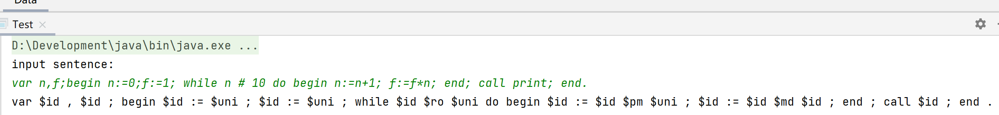 Data
Test
D:\Development\java\bin\java.exe ...
input sentence:
var n,f;begin n:=0;f:=1; while n # 10 do begin n:=n+1; f:=f*n; end; call print; end.
var $id , $id ; begin $id := $uni ; $id := $uni ; while $id $ro $uni do begin $id := $id $pm $uni ; $id := $id $md $id ; end ; call $id ; end .